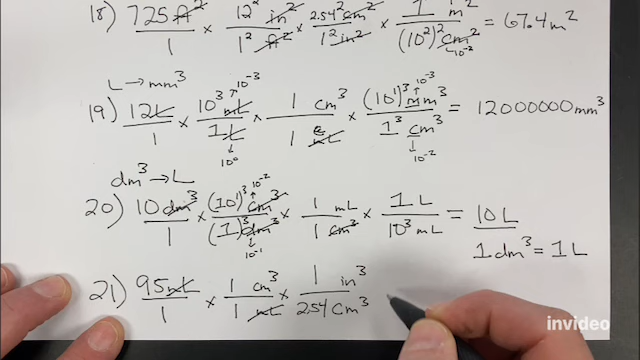 18) 725 ft²/1 × 12² in²/1² ft² × 2.54² cm²/1² in² × 1 m²/(10²)² cm² = 67.4 m²
10⁻²
L → mm³
19) 12 L/1 × 10³ mL/1 L × 1 cm³/1 mL × (10¹)³ mm³/1³ cm³ = 12000000 mm³
10⁻³ 10⁰ 10⁻³ 10⁻²
dm³ → L
20) 10 dm³/1 × (10¹)³ cm³/(1)³ dm³ × 1 mL/1 cm³ × 1 L/10³ mL = 10 L
10⁻² 10⁻¹
1 dm³ = 1 L
21) 95 mL/1 × 1 cm³/1 mL × 1 in³/2.54 cm³
invideo